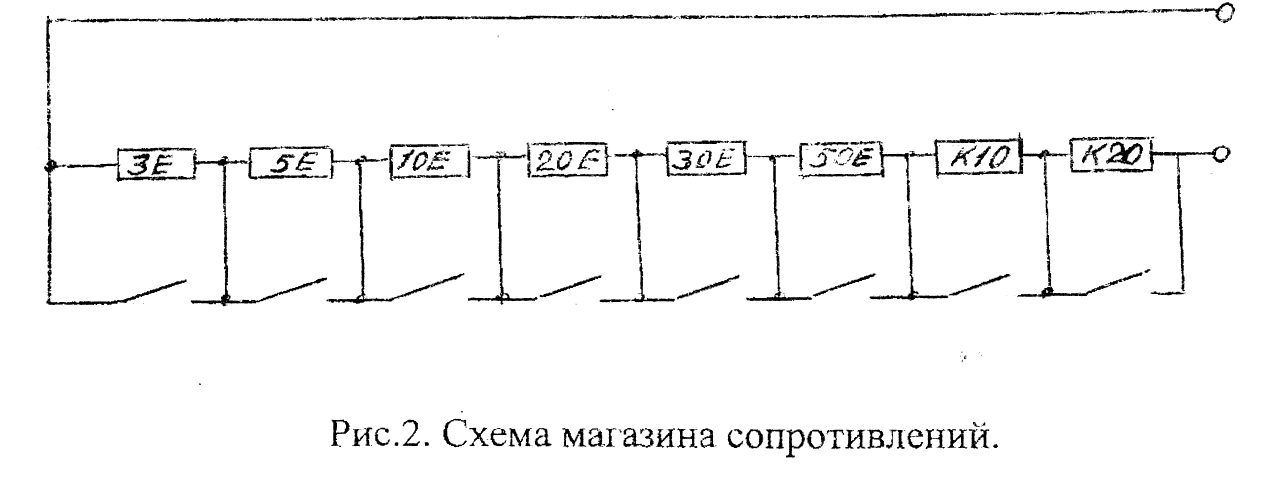 3E 5E 10E 20E 30E 50E K10 K20
Рис.2. Схема магазина сопротивлений.